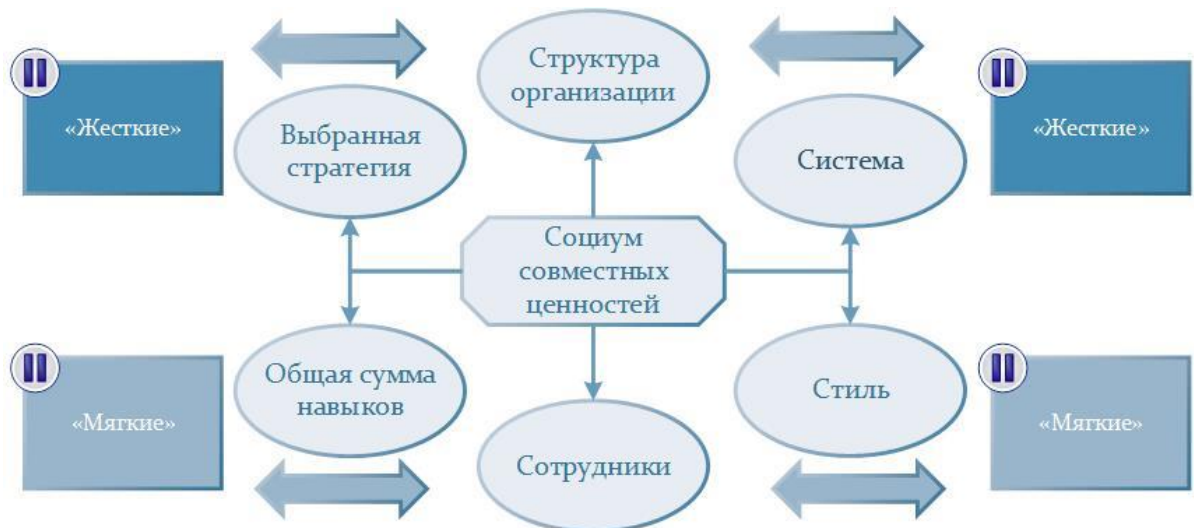 Структура
организации
«Жесткие»
Выбранная
стратегия
Система
«Жесткие»
Социум
совместных
ценностей
«Мягкие»
Общая сумма
навыков
Сотрудники
Стиль
«Мягкие»